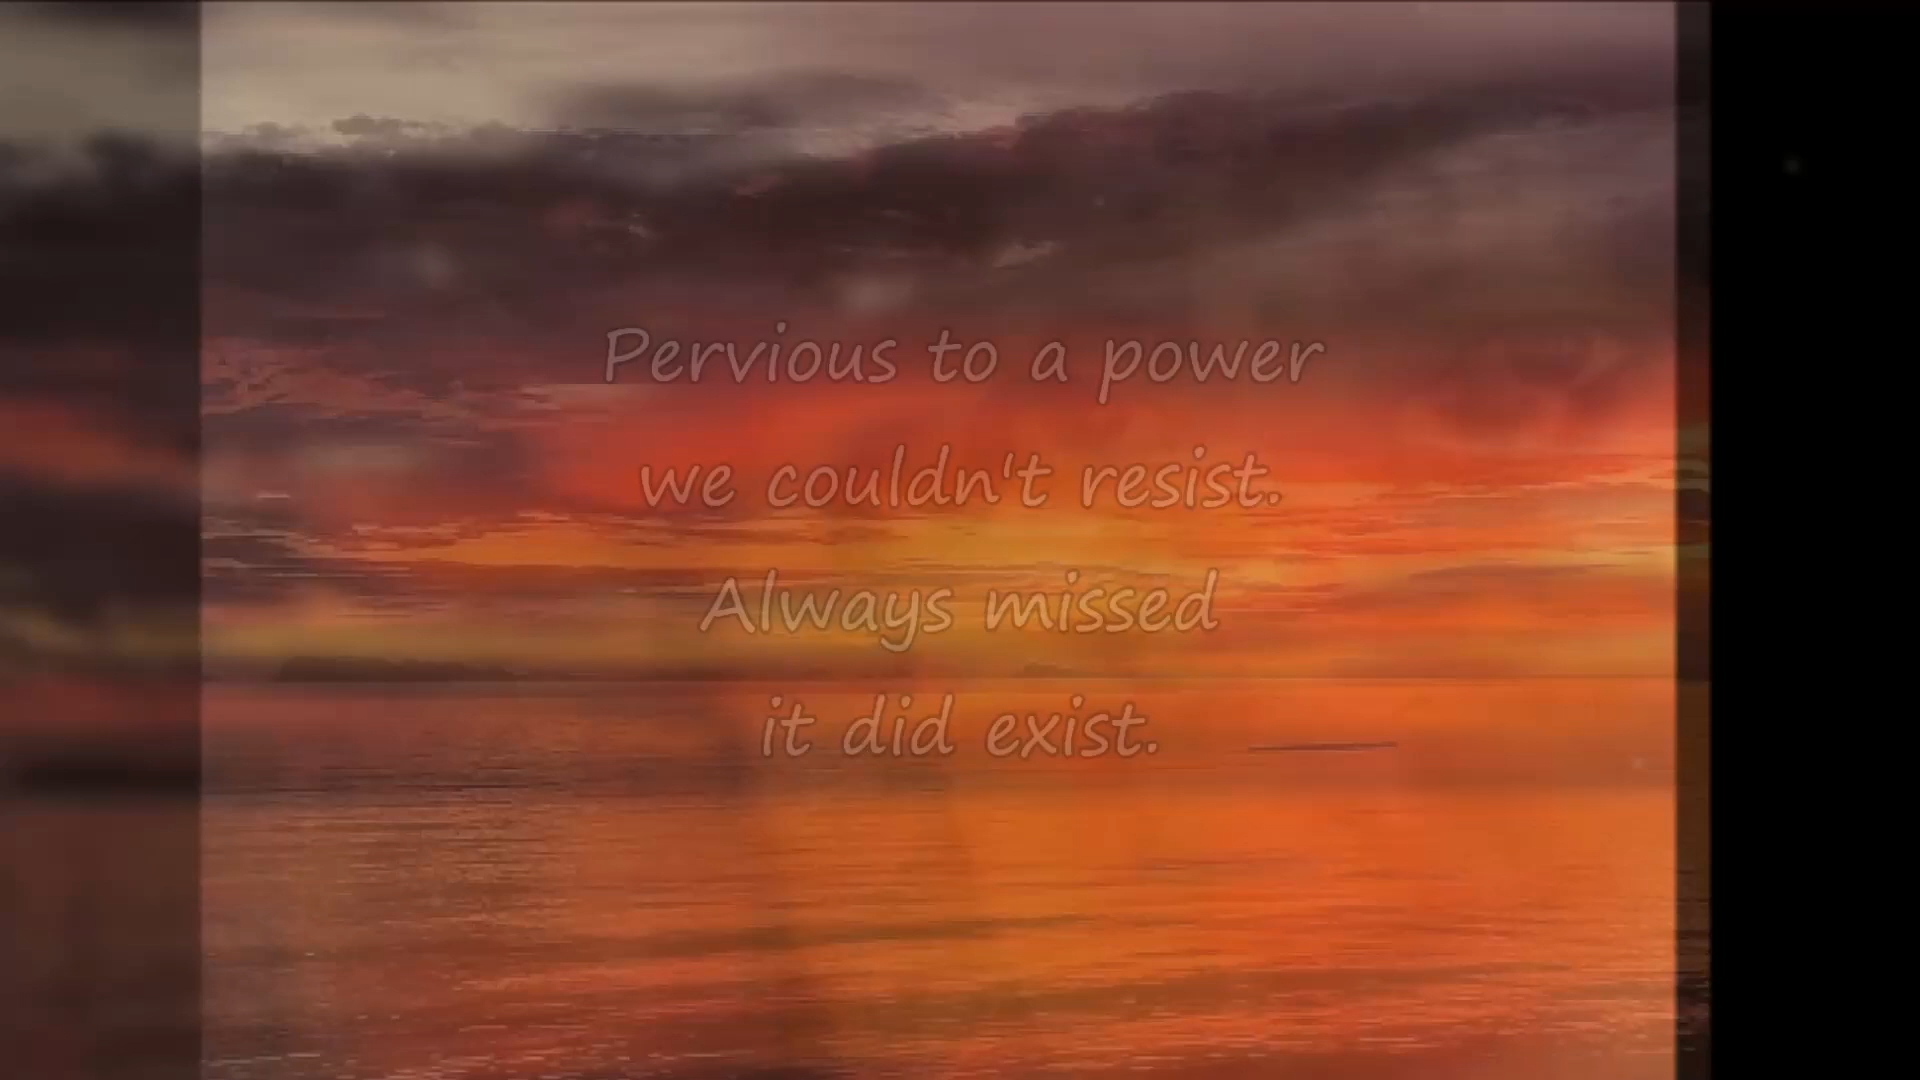 Pervious to a power
we couldn't resist.
Always missed
it did exist.